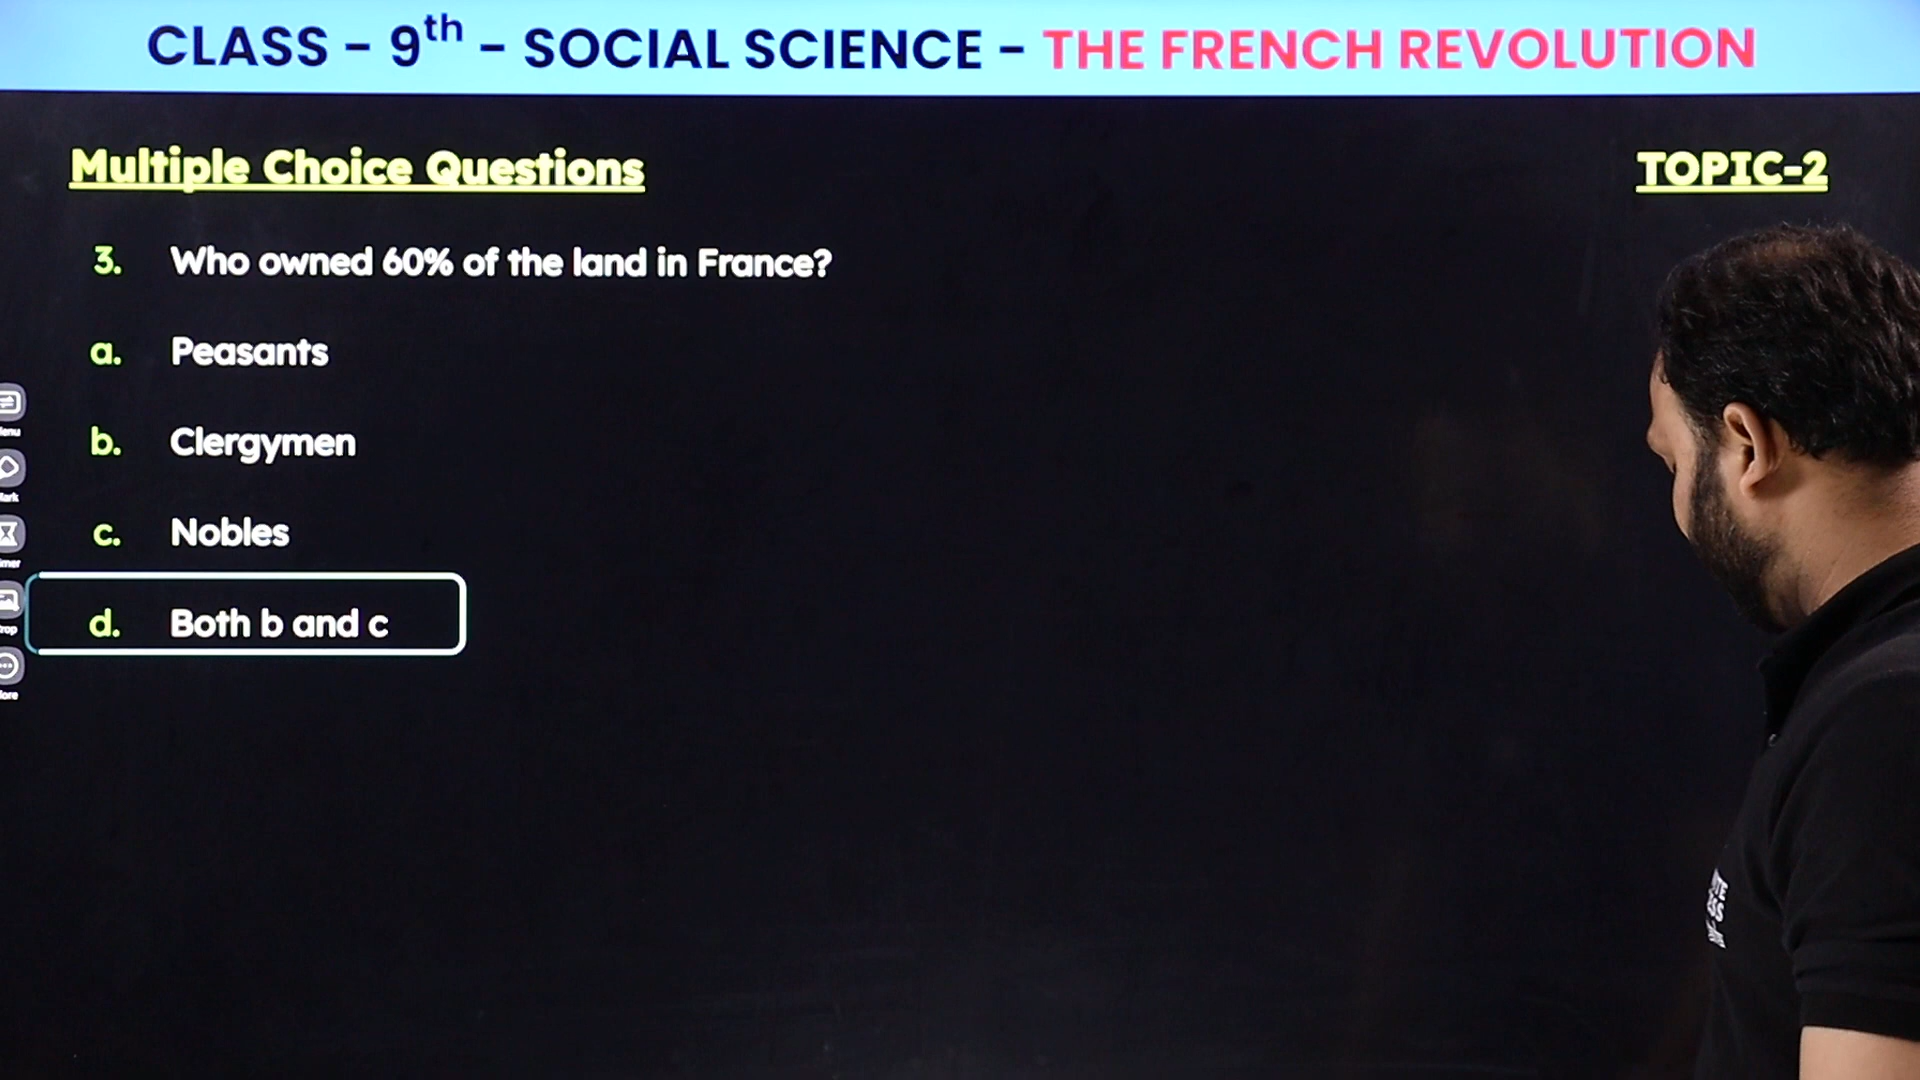 CLASS – 9th – SOCIAL SCIENCE – THE FRENCH REVOLUTION
Multiple Choice Questions
TOPIC-2
3. Who owned 60% of the land in France?
a. Peasants
b. Clergymen
c. Nobles
d. Both b and c